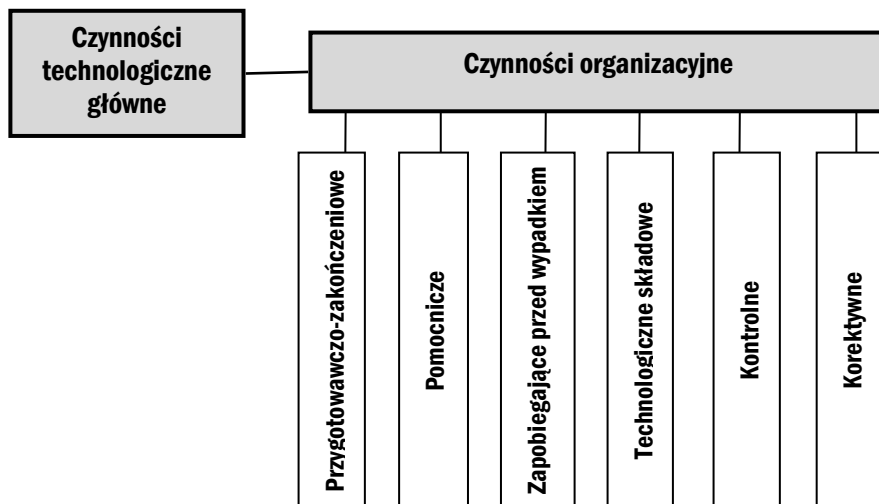 Czynności
technologiczne
główne
Czynności organizacyjne
Przygotowawczo-zakończeniowe
Pomocnicze
Zapobiegające przed wypadkiem
Technologiczne składowe
Kontrolne
Korektywne